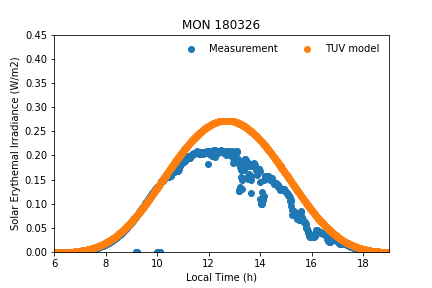 MON 180326
Measurement
TUV model
Solar Erythemal Irradiance (W/m2)
0.45
0.40
0.35
0.30
0.25
0.20
0.15
0.10
0.05
0.00
6 8 10 12 14 16 18
Local Time (h)